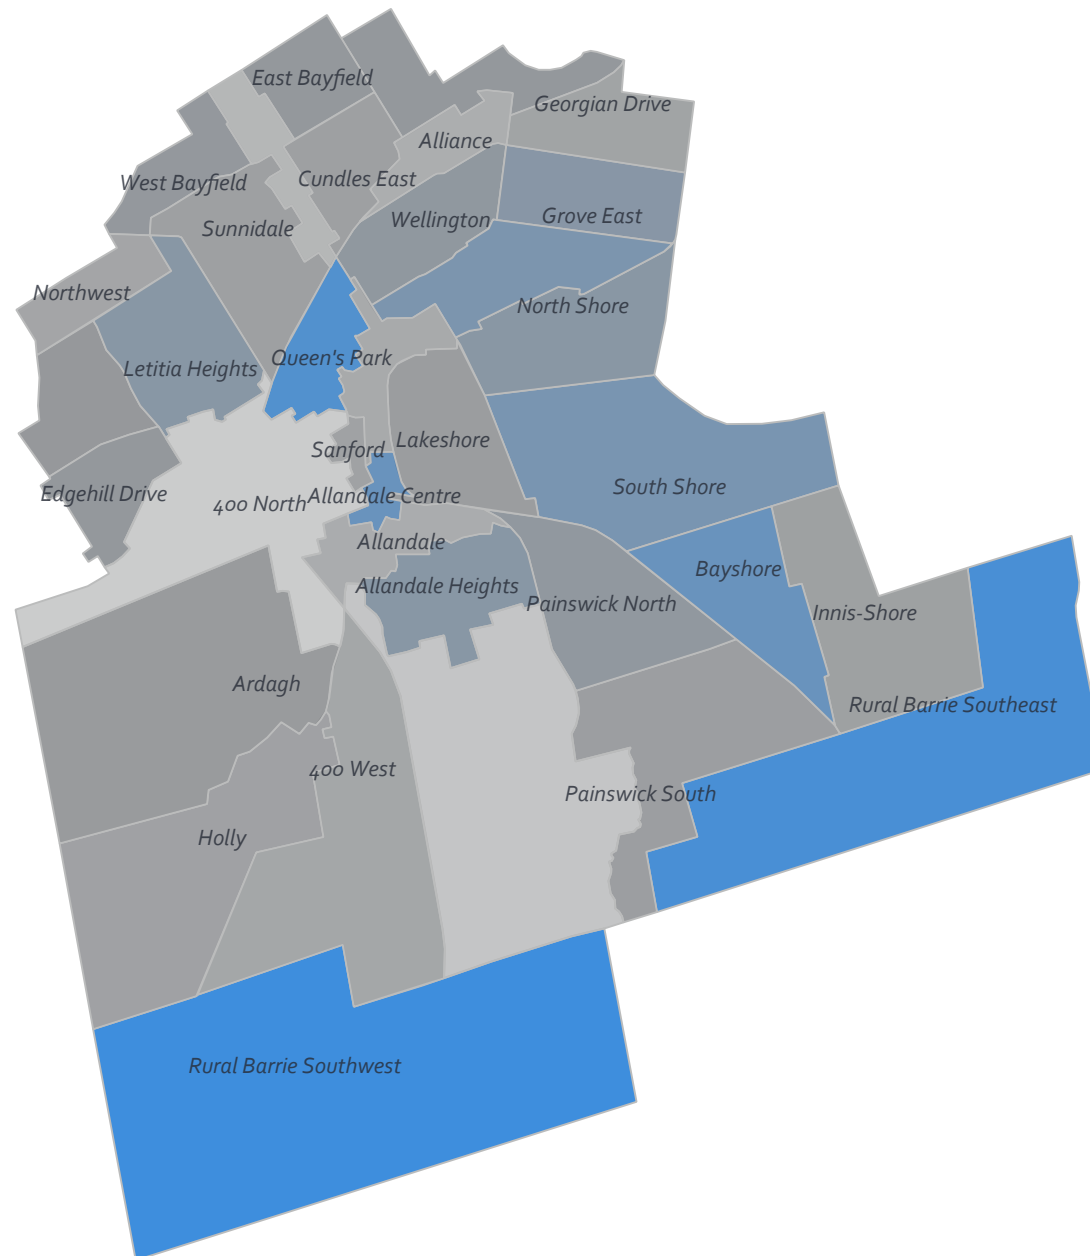 East Bayfield
Georgian Drive
Alliance
Cundles East
West Bayfield
Grove East
Wellington
Sunnidale
Northwest
North Shore
Queen's Park
Letitia Heights
Lakeshore
Sanford
South Shore
Edgehill Drive
Allandale Centre
400 North
Allandale
Bayshore
Allandale Heights
Painswick North
Innis-Shore
Ardagh
Rural Barrie Southeast
400 West
Painswick South
Holly
Rural Barrie Southwest